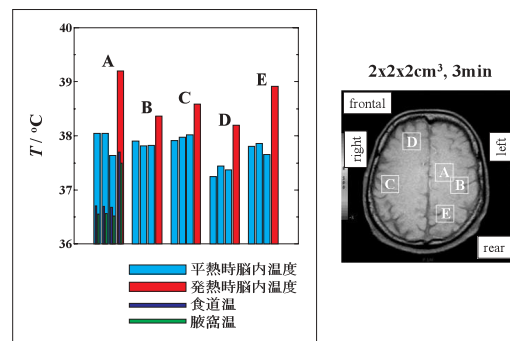 40
39
38
37
36
T / °C
A
B
C
D
E
平熱時脳内温度
発熱時脳内温度
食道温
腋窩温
2x2x2cm³, 3min
frontal
right
left
rear
D
A
C
B
E